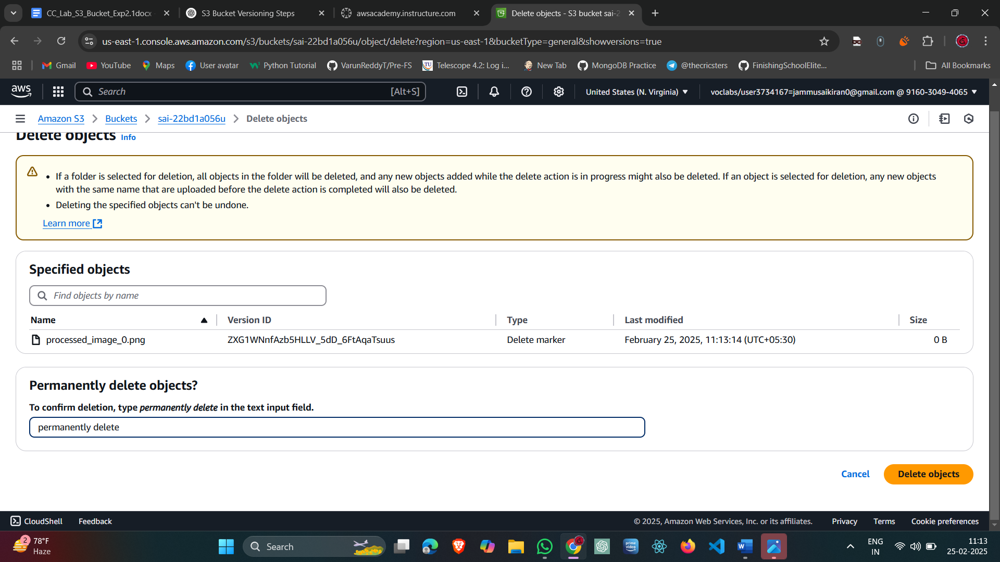 CC_Lab_S3_Bucket_Exp2.1docx
S3 Bucket Versioning Steps
awsacademy.instructure.com
Delete objects - S3 bucket sai-2
us-east-1.console.aws.amazon.com/s3/buckets/sai-22bd1a056u/object/delete?region=us-east-1&bucketType=general&showversions=true
Gmail
YouTube
Maps
User avatar
Python Tutorial
VarunReddyT/Pre-FS
TU
Telescope 4.2: Log i...
New Tab
MongoDB Practice
@thecricsters
FinishingSchoolElite...
All Bookmarks
aws
Search
[Alt+S]
United States (N. Virginia)
voclabs/user3734167=jammusaikiran0@gmail.com @ 9160-3049-4065
Amazon S3
Buckets
sai-22bd1a056u
Delete objects
Delete objects Info
• If a folder is selected for deletion, all objects in the folder will be deleted, and any new objects added while the delete action is in progress might also be deleted. If an object is selected for deletion, any new objects
with the same name that are uploaded before the delete action is completed will also be deleted.
• Deleting the specified objects can't be undone.
Learn more
Specified objects
Find objects by name
Name Version ID Type Last modified Size
processed_image_0.png ZXG1WNnfAzb5HLLV_5dD_6FtAqaTsuus Delete marker February 25, 2025, 11:13:14 (UTC+05:30) 0 B
Permanently delete objects?
To confirm deletion, type permanently delete in the text input field.
permanently delete
Cancel
Delete objects
CloudShell
Feedback
© 2025, Amazon Web Services, Inc. or its affiliates.
Privacy
Terms
Cookie preferences
2
78°F
Haze
Search
prime video
ENG
IN
11:13
25-02-2025